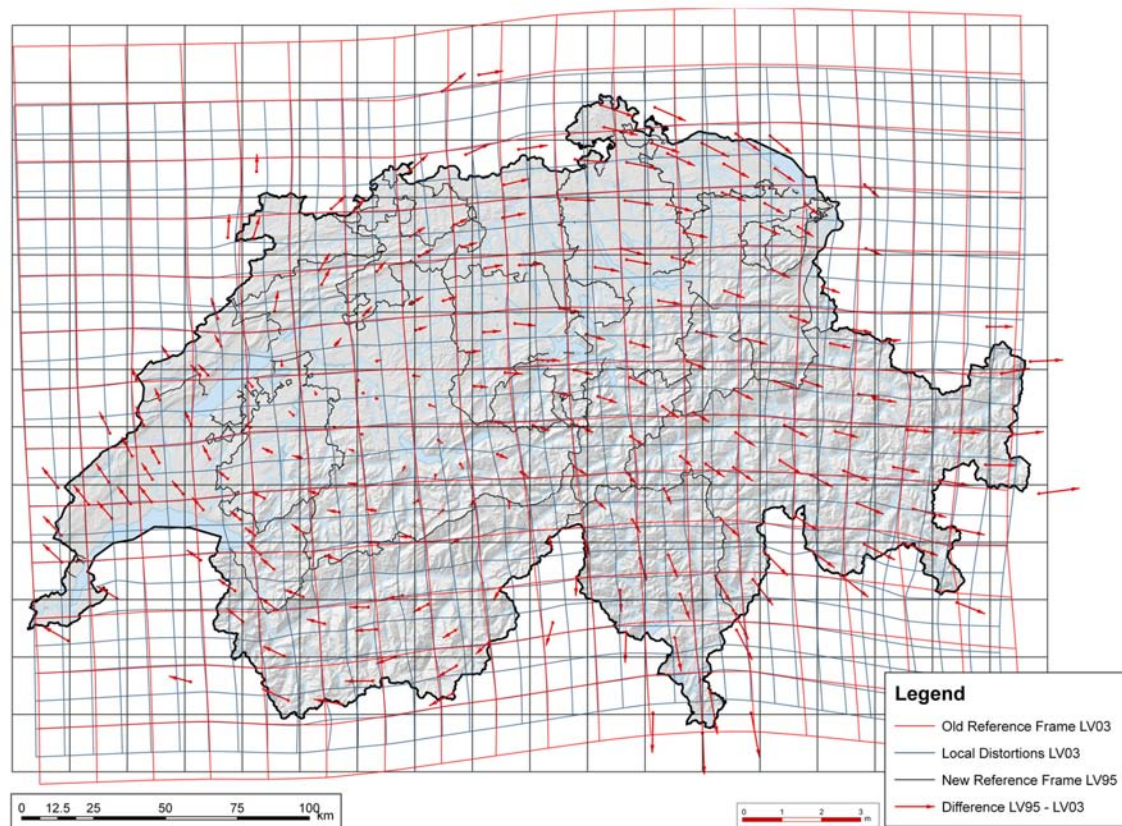 Legend
Old Reference Frame LV03
Local Distortions LV03
New Reference Frame LV95
Difference LV95 - LV03
0 12.5 25 50 75 100
km
0 1 2 3
m